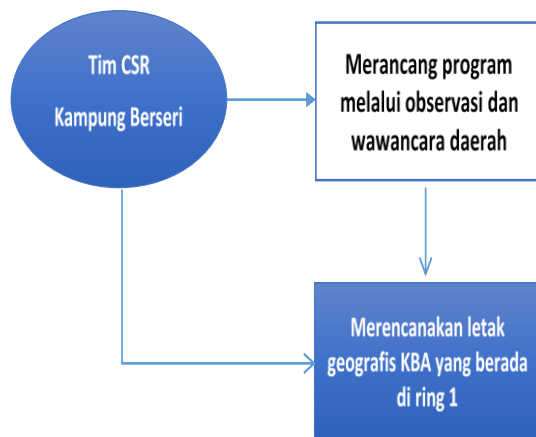 Tim CSR
Kampung Berseri
Merancang program
melalui observasi dan
wawancara daerah
Merencanakan letak
geografis KBA yang berada
di ring 1